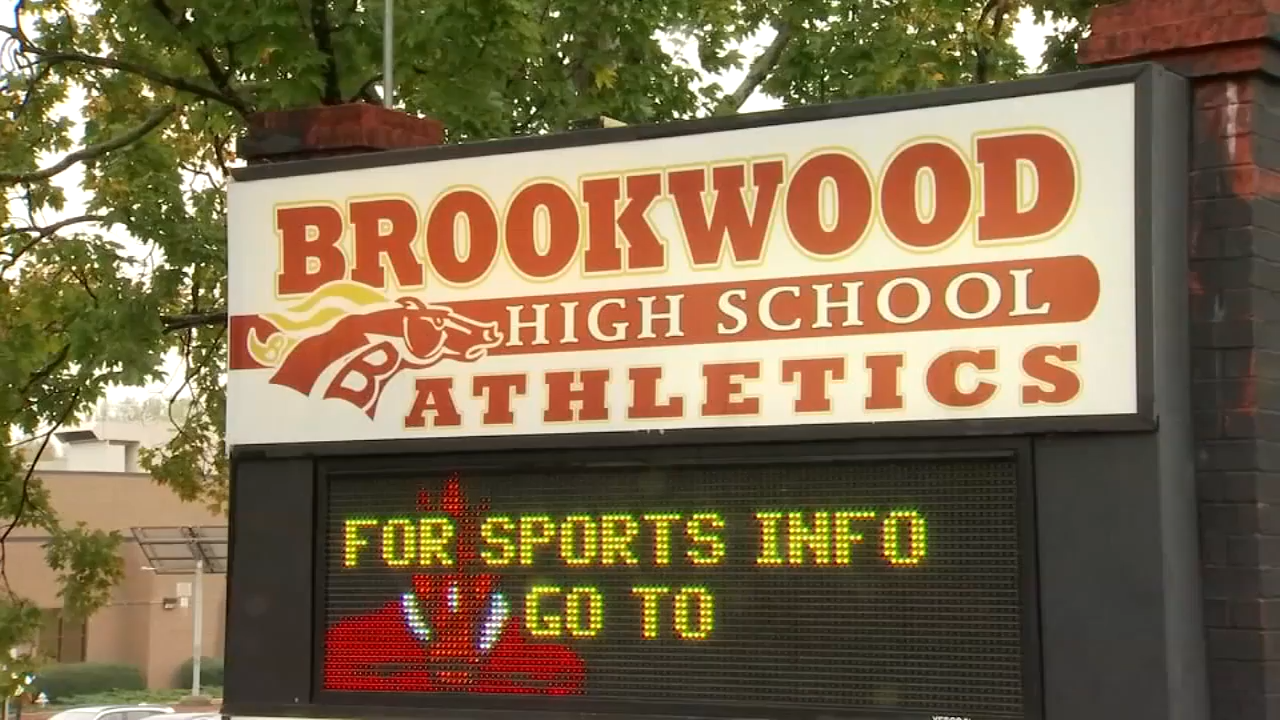 BROOKWOOD
HIGH SCHOOL
B
B
ATHLETICS
FOR SPORTS INFO
GO TO